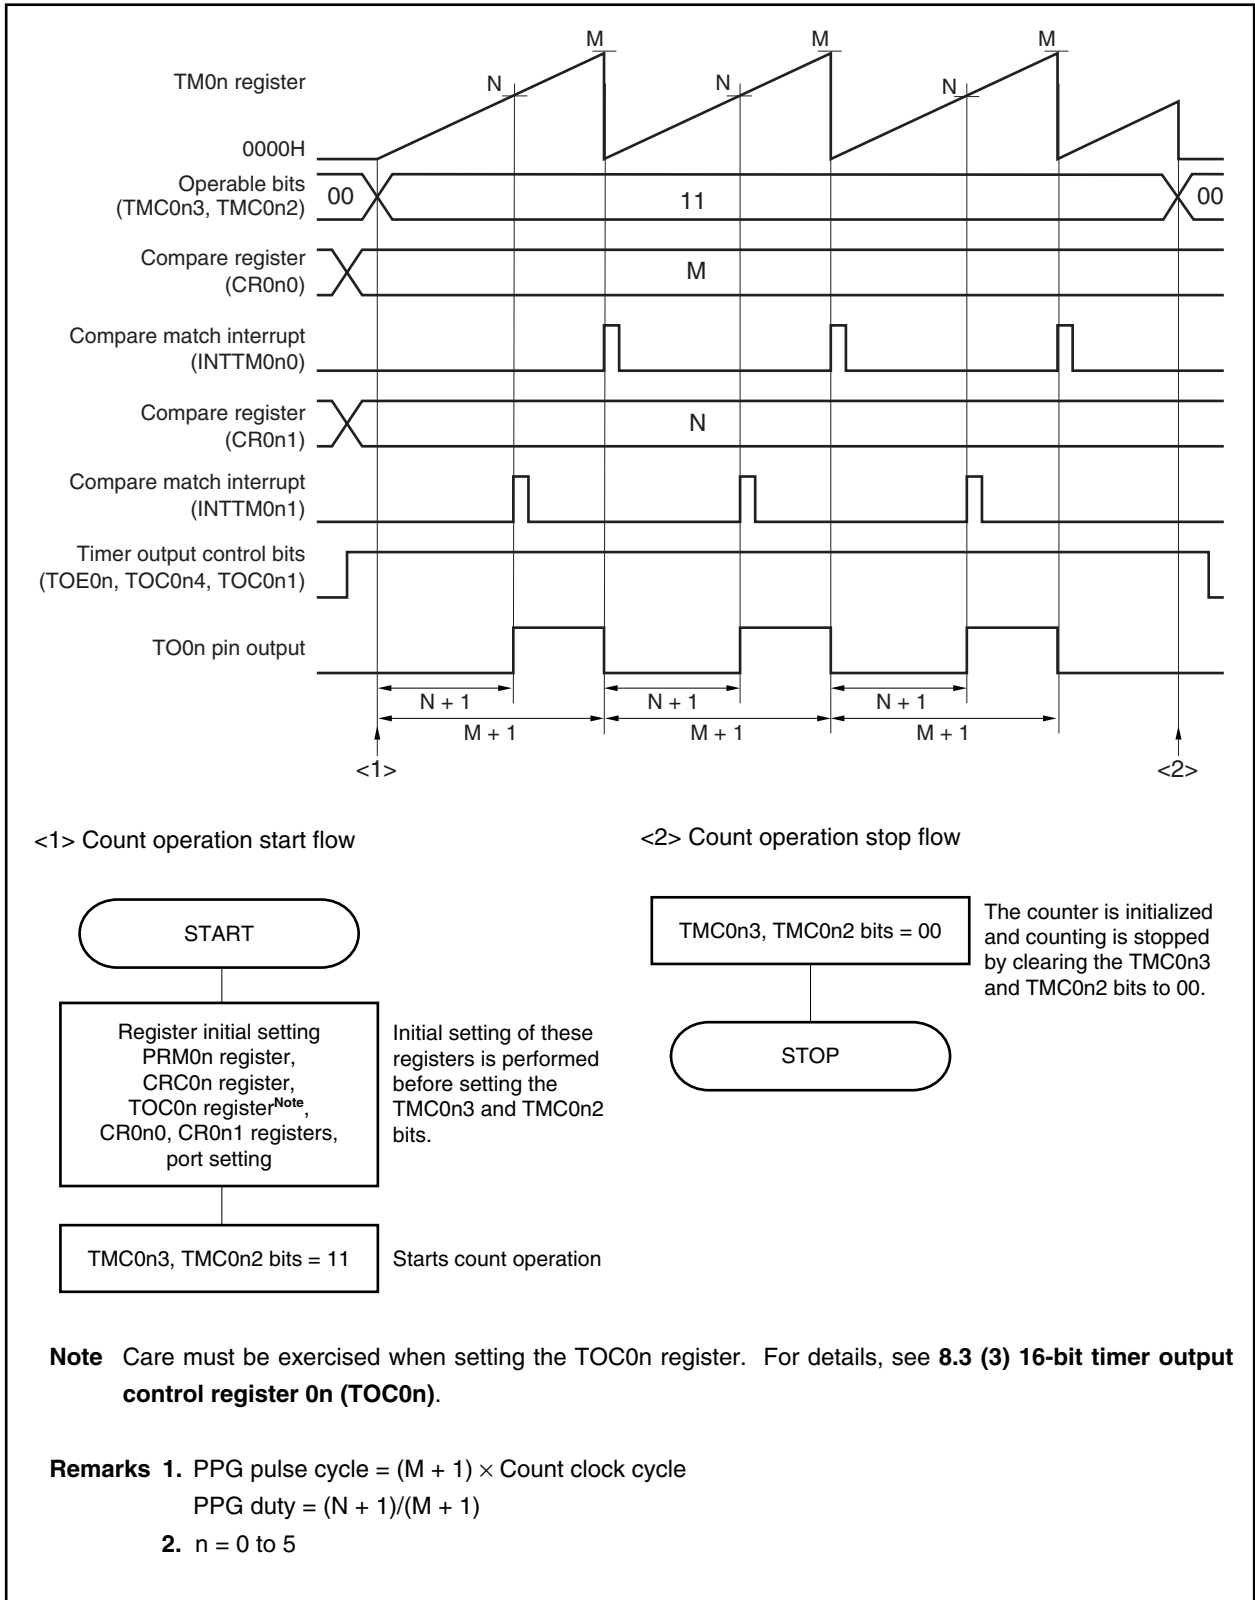 M M M
TM0n register N N N
0000H
Operable bits
(TMC0n3, TMC0n2) 00 11 00
Compare register
(CR0n0) M
Compare match interrupt
(INTTM0n0)
Compare register
(CR0n1) N
Compare match interrupt
(INTTM0n1)
Timer output control bits
(TOE0n, TOC0n4, TOC0n1)
TO0n pin output
N + 1 N + 1 N + 1
M + 1 M + 1 M + 1
<1> <2>
<1> Count operation start flow
START
Register initial setting
PRM0n register,
CRC0n register,
TOC0n registerNote,
CR0n0, CR0n1 registers,
port setting
Initial setting of these
registers is performed
before setting the
TMC0n3 and TMC0n2
bits.
TMC0n3, TMC0n2 bits = 11
Starts count operation
<2> Count operation stop flow
TMC0n3, TMC0n2 bits = 00
The counter is initialized
and counting is stopped
by clearing the TMC0n3
and TMC0n2 bits to 00.
STOP
Note Care must be exercised when setting the TOC0n register. For details, see 8.3 (3) 16-bit timer output
control register 0n (TOC0n).
Remarks 1. PPG pulse cycle = (M + 1) × Count clock cycle
PPG duty = (N + 1)/(M + 1)
2. n = 0 to 5